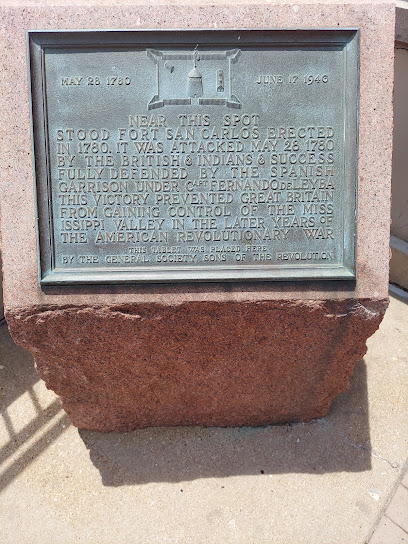 MAY 28 1780
JUNE 17 1946
NEAR THIS SPOT
STOOD FORT SAN CARLOS ERECTED
IN 1780. IT WAS ATTACKED MAY 28 1780
BY THE BRITISH & INDIANS & SUCCESS
FULLY DEFENDED BY THE SPANISH
GARRISON UNDER CAPT FERNANDO DE LEYBA
THIS VICTORY PREVENTED GREAT BRITAIN
FROM GAINING CONTROL OF THE MISS
ISSIPPI VALLEY IN THE LATER YEARS OF
THE AMERICAN REVOLUTIONARY WAR
THIS TABLET WAS PLACED HERE
BY THE GENERAL SOCIETY, SONS OF THE REVOLUTION